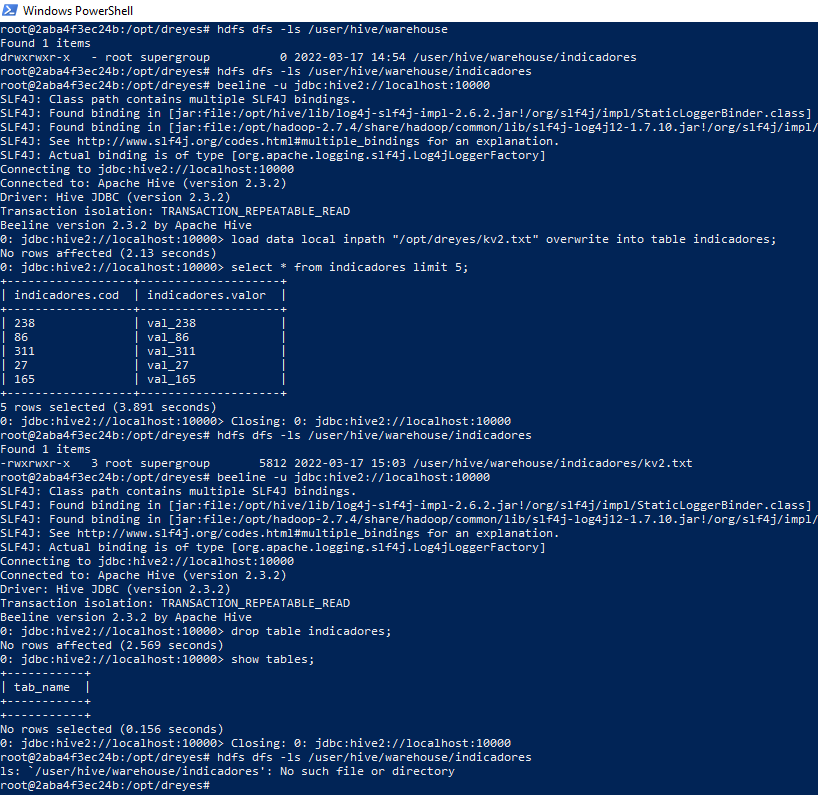 Windows PowerShell
root@2aba4f3ec24b:/opt/dreyes# hdfs dfs -ls /user/hive/warehouse
Found 1 items
drwxrwxr-x   - root supergroup          0 2022-03-17 14:54 /user/hive/warehouse/indicadores
root@2aba4f3ec24b:/opt/dreyes# hdfs dfs -ls /user/hive/warehouse/indicadores
root@2aba4f3ec24b:/opt/dreyes# beeline -u jdbc:hive2://localhost:10000
SLF4J: Class path contains multiple SLF4J bindings.
SLF4J: Found binding in [jar:file:/opt/hive/lib/log4j-slf4j-impl-2.6.2.jar!/org/slf4j/impl/StaticLoggerBinder.class]
SLF4J: Found binding in [jar:file:/opt/hadoop-2.7.4/share/hadoop/common/lib/slf4j-log4j12-1.7.10.jar!/org/slf4j/impl/
SLF4J: See http://www.slf4j.org/codes.html#multiple_bindings for an explanation.
SLF4J: Actual binding is of type [org.apache.logging.slf4j.Log4jLoggerFactory]
Connecting to jdbc:hive2://localhost:10000
Connected to: Apache Hive (version 2.3.2)
Driver: Hive JDBC (version 2.3.2)
Transaction isolation: TRANSACTION_REPEATABLE_READ
Beeline version 2.3.2 by Apache Hive
0: jdbc:hive2://localhost:10000> load data local inpath "/opt/dreyes/kv2.txt" overwrite into table indicadores;
No rows affected (2.13 seconds)
0: jdbc:hive2://localhost:10000> select * from indicadores limit 5;
+------------------+--------------------+
| indicadores.cod  | indicadores.valor  |
+------------------+--------------------+
| 238              | val_238            |
| 86               | val_86             |
| 311              | val_311            |
| 27               | val_27             |
| 165              | val_165            |
+------------------+--------------------+
5 rows selected (3.891 seconds)
0: jdbc:hive2://localhost:10000> Closing: 0: jdbc:hive2://localhost:10000
root@2aba4f3ec24b:/opt/dreyes# hdfs dfs -ls /user/hive/warehouse/indicadores
Found 1 items
-rwxrwxr-x   3 root supergroup       5812 2022-03-17 15:03 /user/hive/warehouse/indicadores/kv2.txt
root@2aba4f3ec24b:/opt/dreyes# beeline -u jdbc:hive2://localhost:10000
SLF4J: Class path contains multiple SLF4J bindings.
SLF4J: Found binding in [jar:file:/opt/hive/lib/log4j-slf4j-impl-2.6.2.jar!/org/slf4j/impl/StaticLoggerBinder.class]
SLF4J: Found binding in [jar:file:/opt/hadoop-2.7.4/share/hadoop/common/lib/slf4j-log4j12-1.7.10.jar!/org/slf4j/impl/
SLF4J: See http://www.slf4j.org/codes.html#multiple_bindings for an explanation.
SLF4J: Actual binding is of type [org.apache.logging.slf4j.Log4jLoggerFactory]
Connecting to jdbc:hive2://localhost:10000
Connected to: Apache Hive (version 2.3.2)
Driver: Hive JDBC (version 2.3.2)
Transaction isolation: TRANSACTION_REPEATABLE_READ
Beeline version 2.3.2 by Apache Hive
0: jdbc:hive2://localhost:10000> drop table indicadores;
No rows affected (2.569 seconds)
0: jdbc:hive2://localhost:10000> show tables;
+-----------+
| tab_name  |
+-----------+
+-----------+
No rows selected (0.156 seconds)
0: jdbc:hive2://localhost:10000> Closing: 0: jdbc:hive2://localhost:10000
root@2aba4f3ec24b:/opt/dreyes# hdfs dfs -ls /user/hive/warehouse/indicadores
ls: `/user/hive/warehouse/indicadores': No such file or directory
root@2aba4f3ec24b:/opt/dreyes#